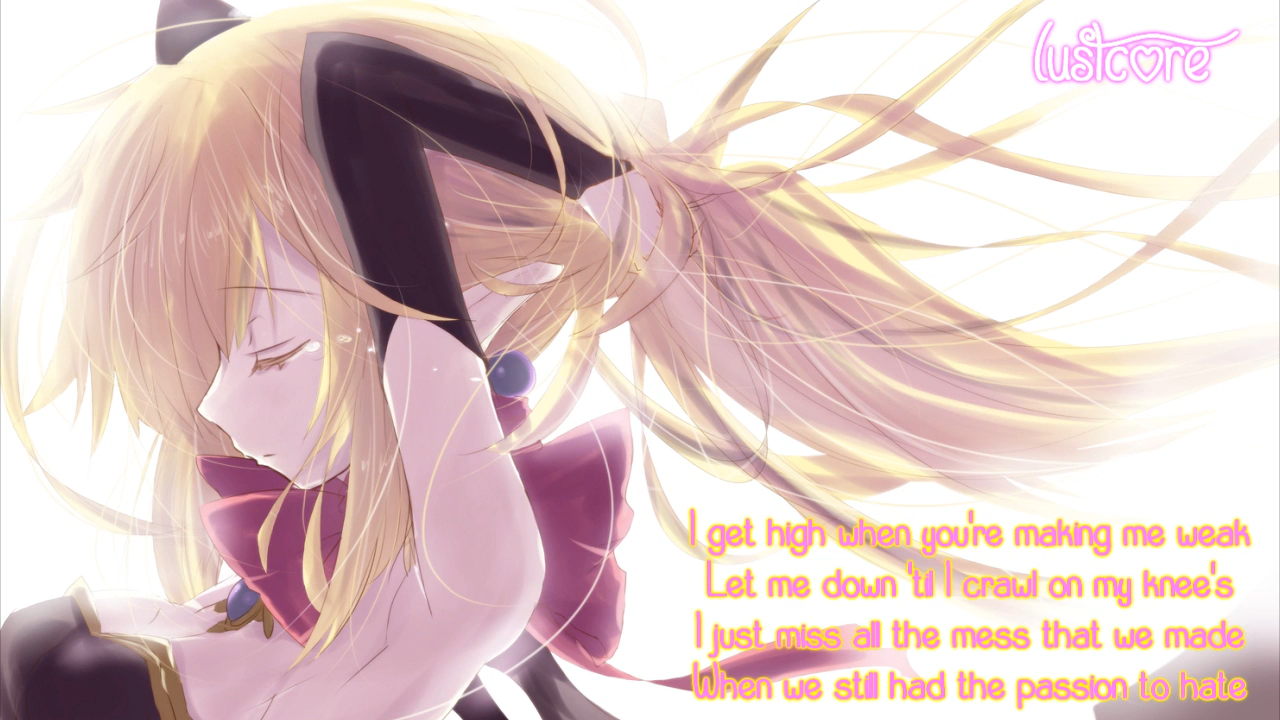 lustcore
I get high when you're making me weak
Let me down 'til I crawl on my knee's
I just miss all the mess that we made
When we still had the passion to hate